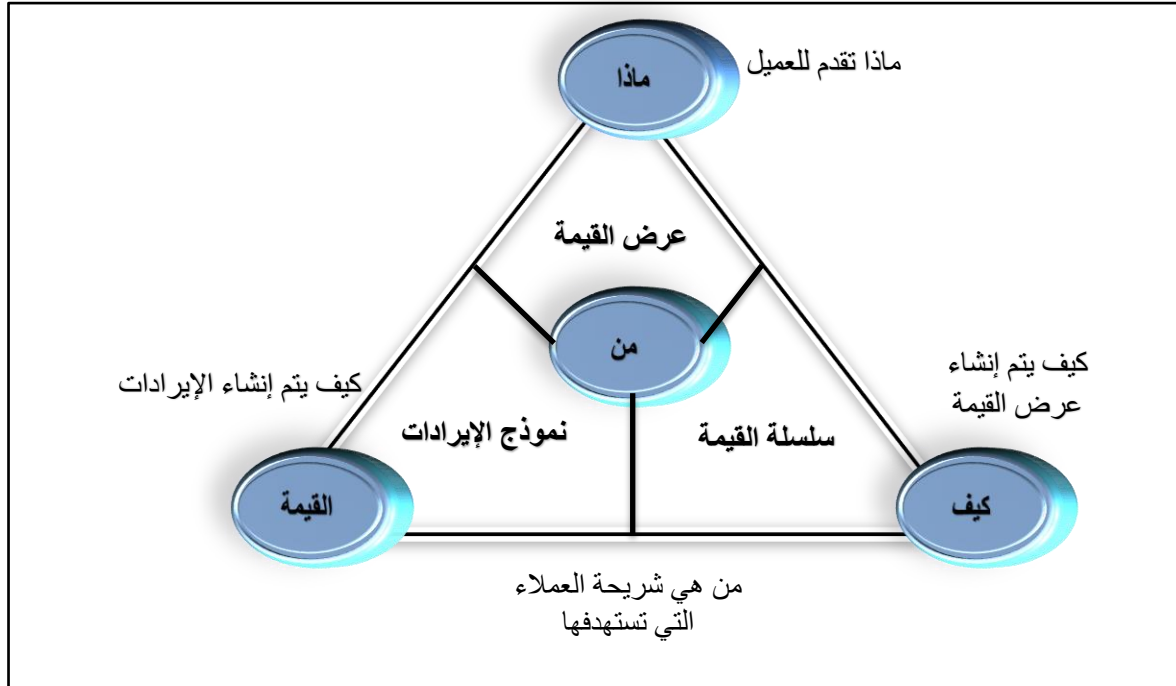 ماذا
ماذا تقدم للعميل
عرض القيمة
من
كيف يتم إنشاء
عرض القيمة
كيف يتم إنشاء الإيرادات
سلسلة القيمة
نموذج الإيرادات
كيف
القيمة
من هي شريحة العملاء
التي تستهدفها